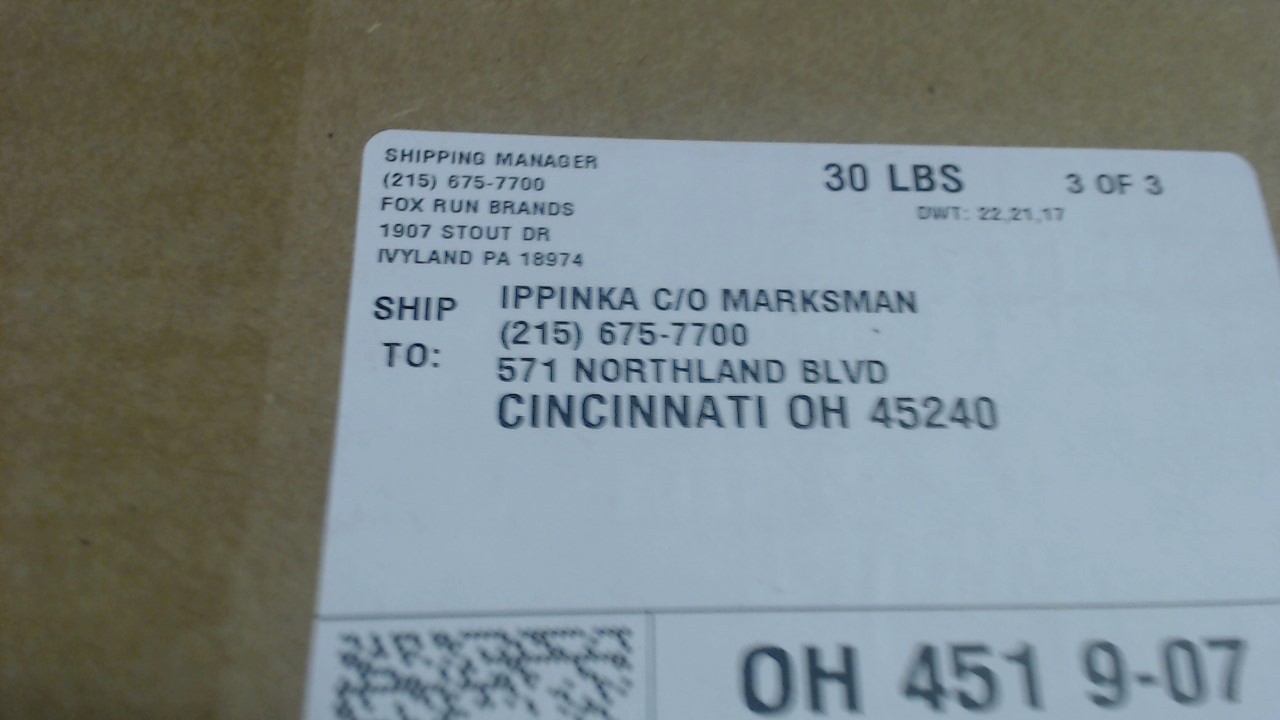 SHIPPING MANAGER
(215) 675-7700
FOX RUN BRANDS
1907 STOUT DR
IVYLAND PA 18974
30 LBS
3 OF 3
DWT: 22,21,17
SHIP TO:
IPPINKA C/O MARKSMAN
(215) 675-7700
571 NORTHLAND BLVD
CINCINNATI OH 45240
OH 451 9-07